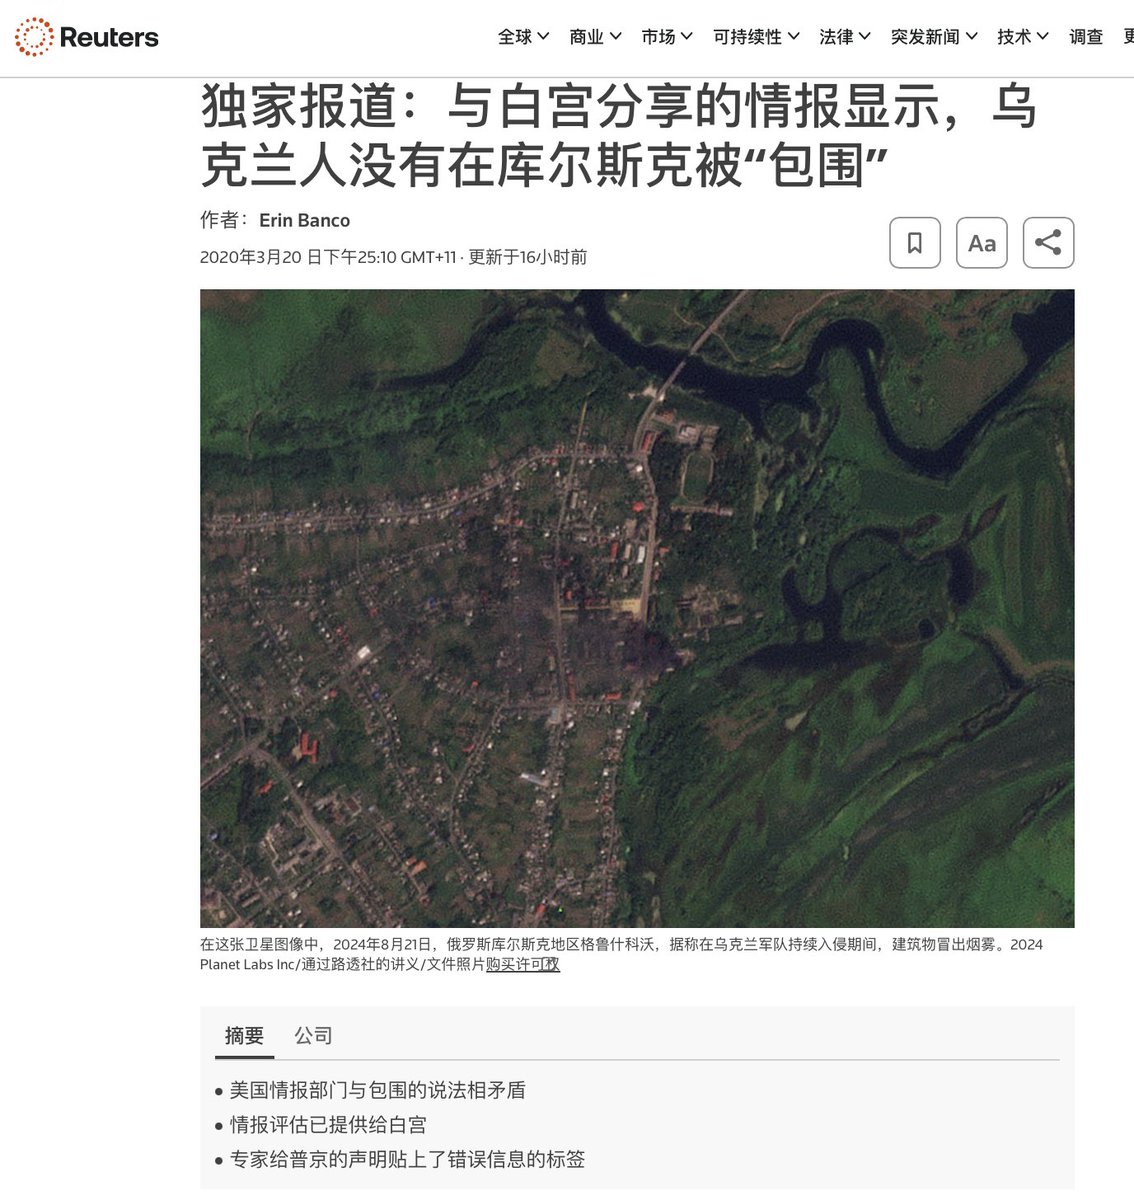 Reuters
全球 商业 市场 可持续性 法律 突发新闻 技术 调查
独家报道：与白宫分享的情报显示，乌
克兰人没有在库尔斯克被“包围”
作者：Erin Banco
2020年3月20 日下午25:10 GMT+11 · 更新于16小时前
Aa
在这张卫星图像中，2024年8月21日，俄罗斯库尔斯克地区格鲁什科沃，据称在乌克兰军队持续入侵期间，建筑物冒出烟雾。2024
Planet Labs Inc/通过路透社的讲义/文件照片购买许可权
摘要 公司
• 美国情报部门与包围的说法相矛盾
• 情报评估已提供给白宫
• 专家给普京的声明贴上了错误信息的标签